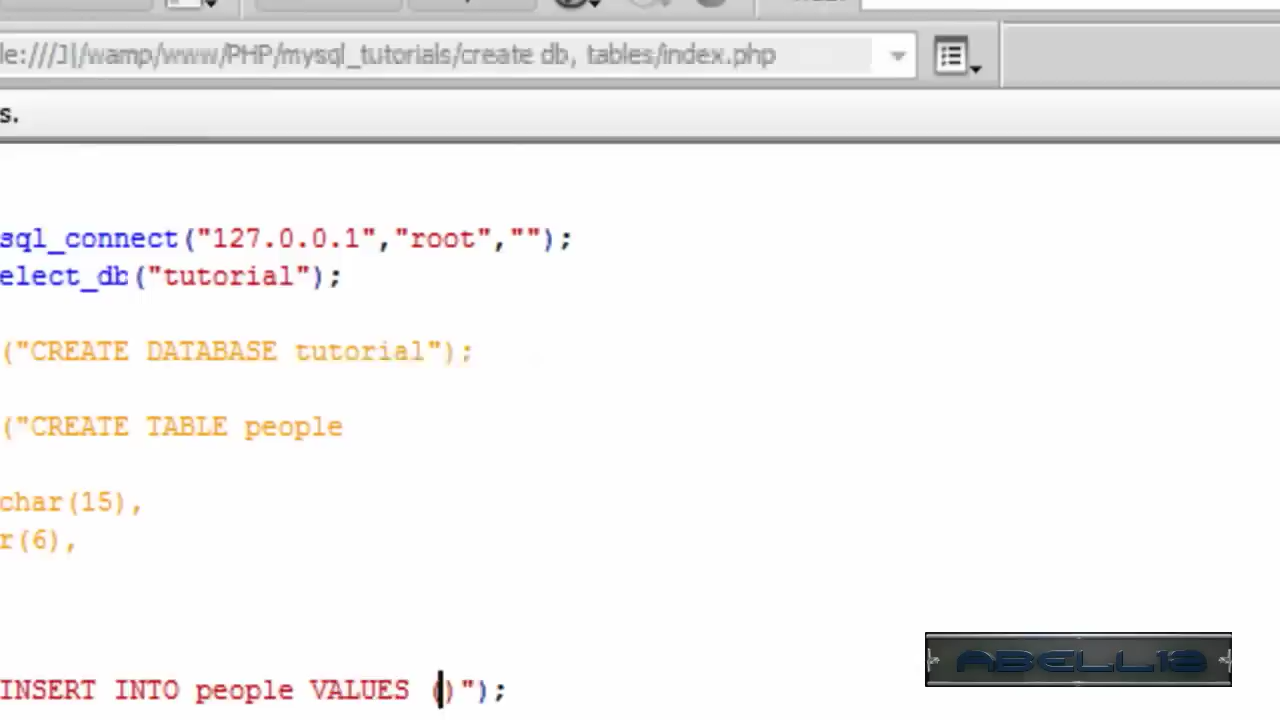 le:///J|/wamp/www/PHP/mysql_tutorials/create db, tables/index.php
s.
sql_connect("127.0.0.1","root","");
elect_db("tutorial");
("CREATE DATABASE tutorial");
("CREATE TABLE people
char(15),
r(6),
INSERT INTO people VALUES ()");
ABELL12